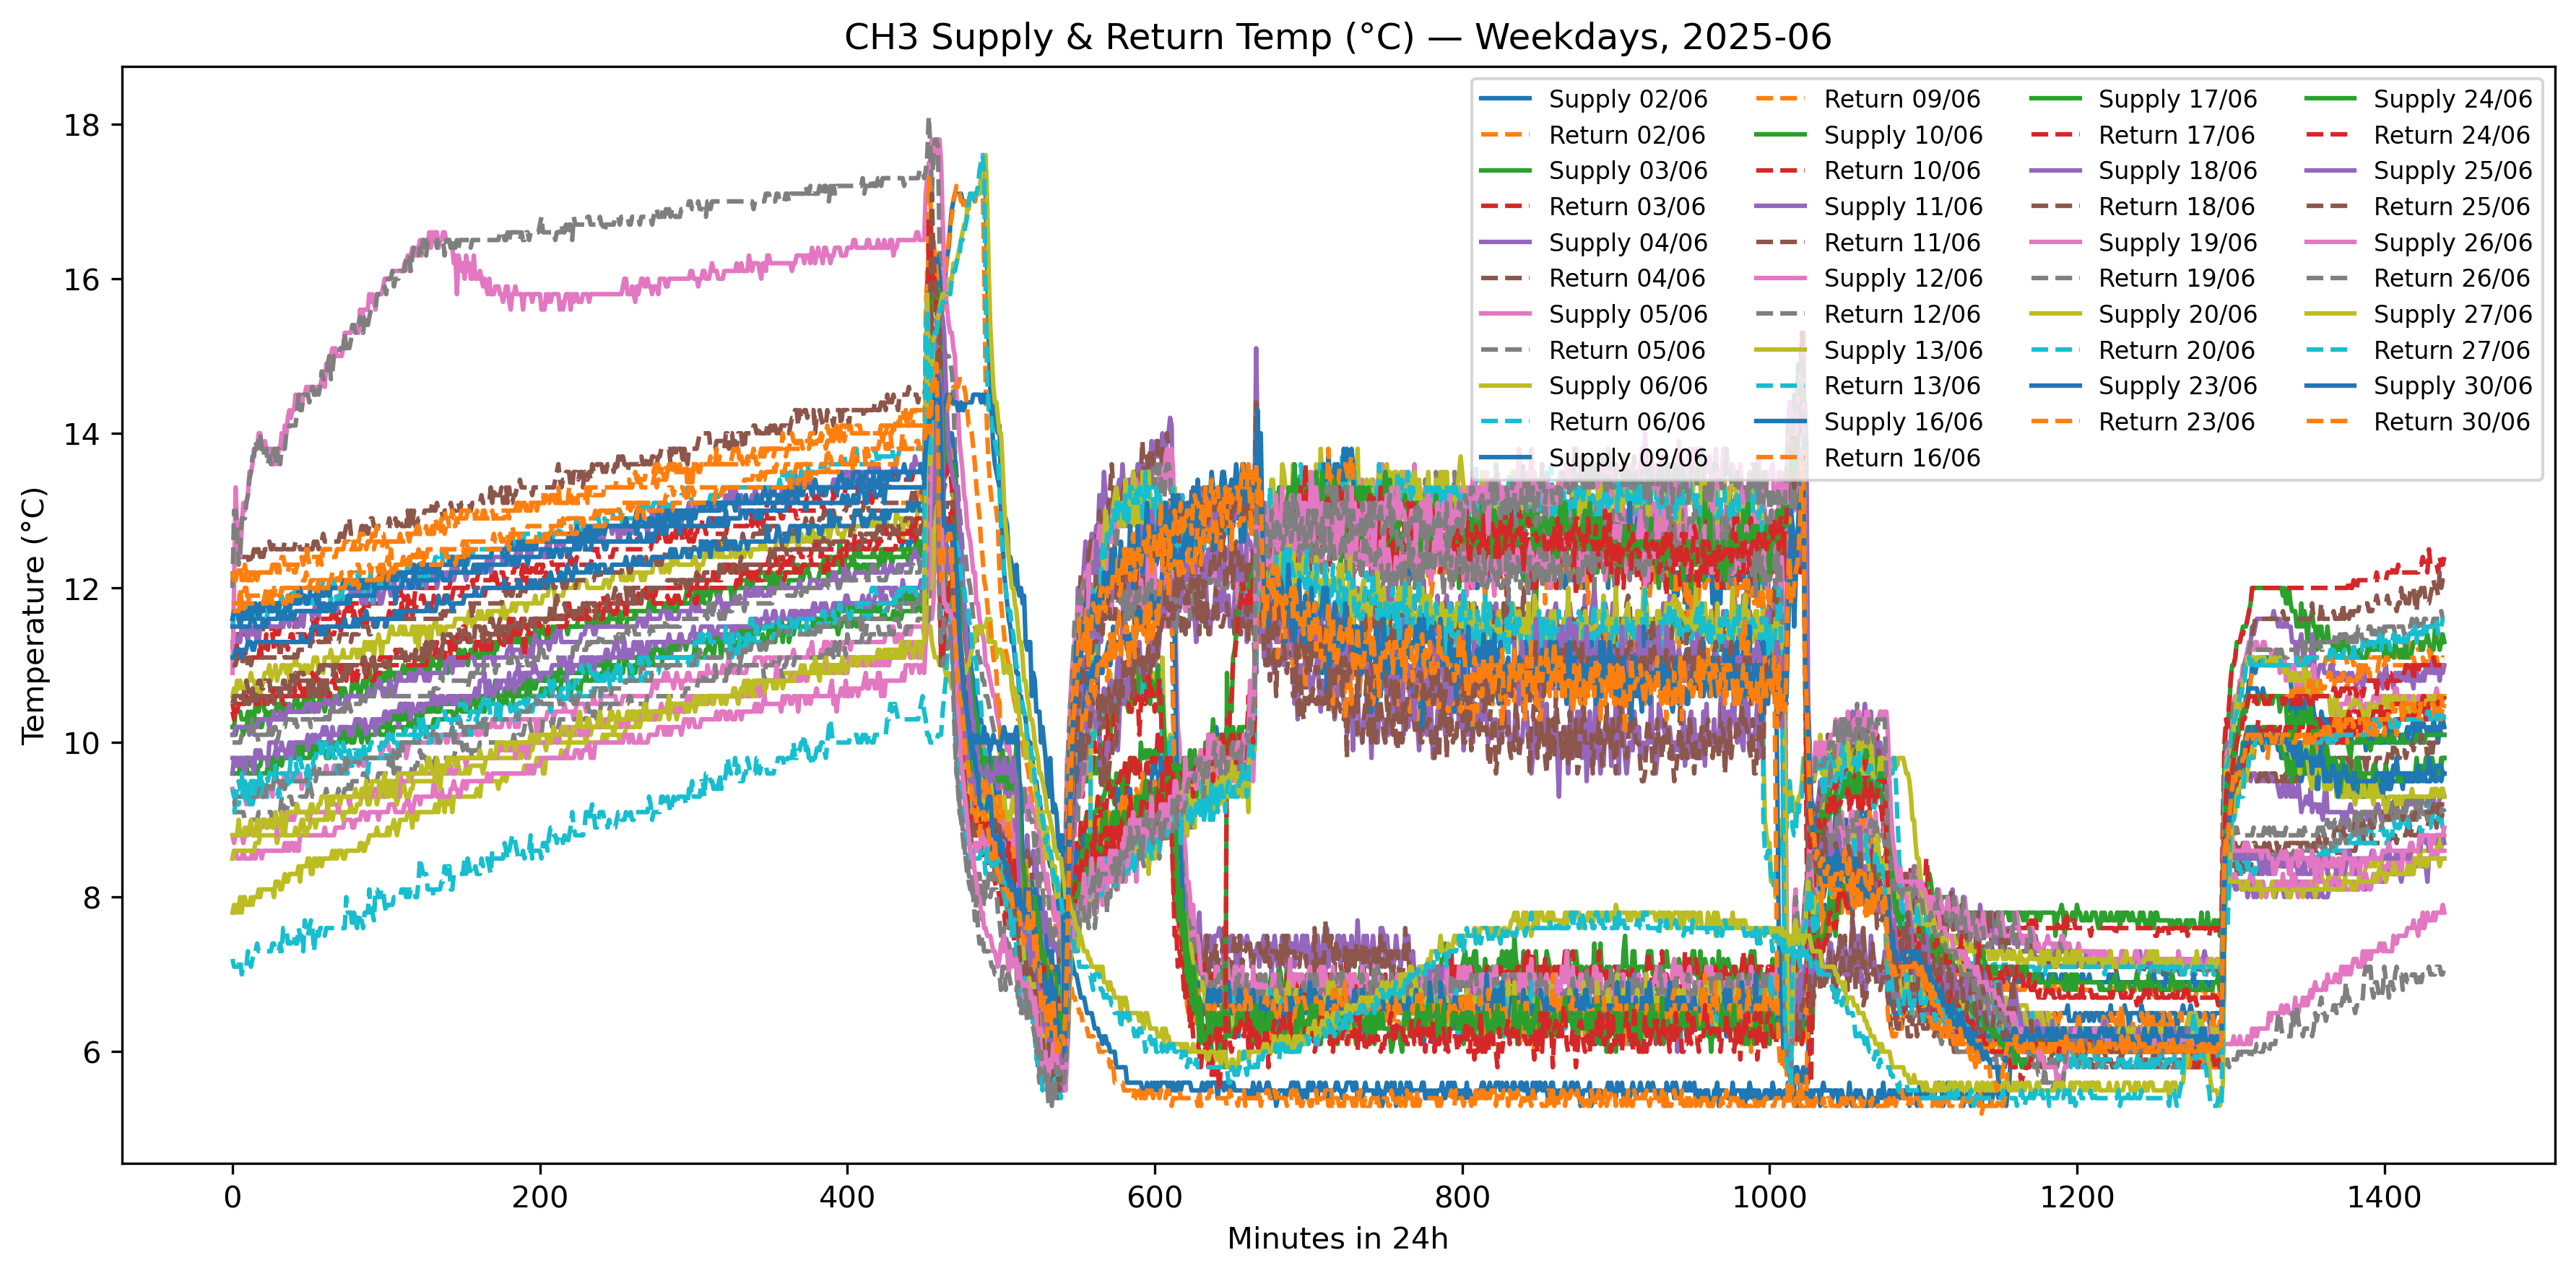 CH3 Supply & Return Temp (°C) — Weekdays, 2025-06
Supply 02/06
Return 02/06
Supply 03/06
Return 03/06
Supply 04/06
Return 04/06
Supply 05/06
Return 05/06
Supply 06/06
Return 06/06
Supply 09/06
Return 09/06
Supply 10/06
Return 10/06
Supply 11/06
Return 11/06
Supply 12/06
Return 12/06
Supply 13/06
Return 13/06
Supply 16/06
Return 16/06
Supply 17/06
Return 17/06
Supply 18/06
Return 18/06
Supply 19/06
Return 19/06
Supply 20/06
Return 20/06
Supply 23/06
Return 23/06
Supply 24/06
Return 24/06
Supply 25/06
Return 25/06
Supply 26/06
Return 26/06
Supply 27/06
Return 27/06
Supply 30/06
Return 30/06
Temperature (°C)
18
16
14
12
10
8
6
0
200
400
600
800
1000
1200
1400
Minutes in 24h